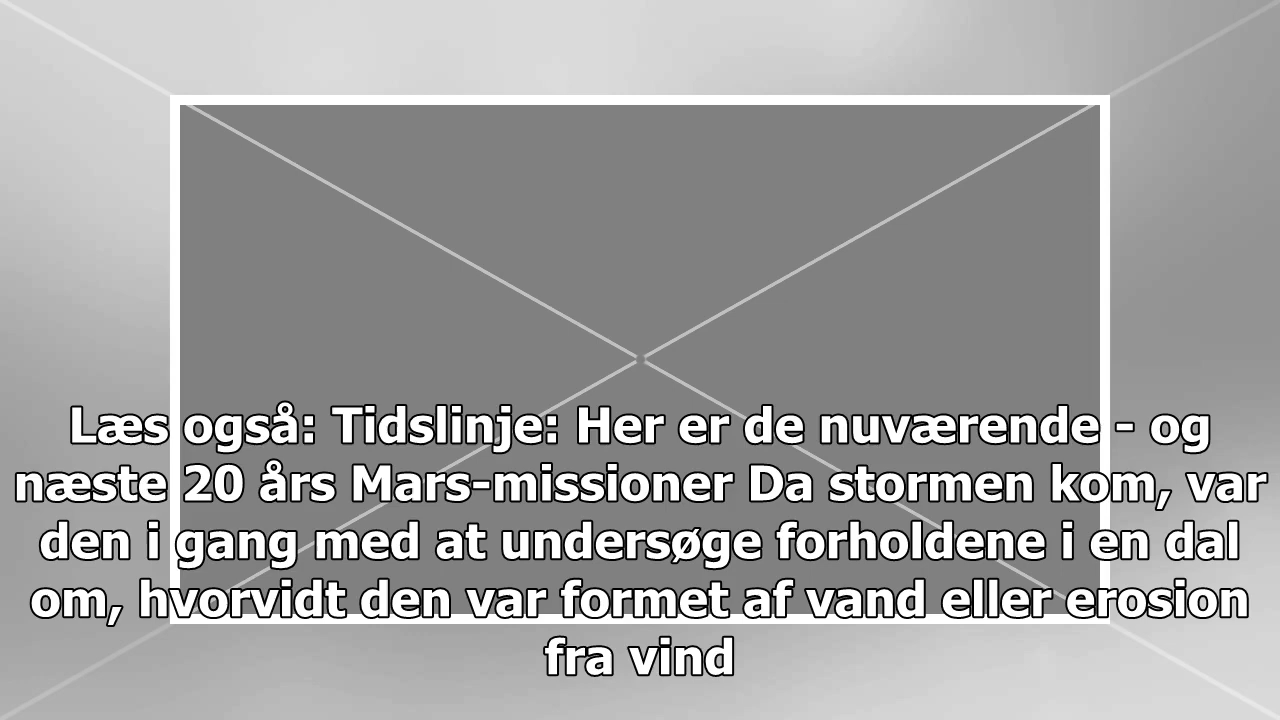 Læs også: Tidslinje: Her er de nuværende - og
næste 20 års Mars-missioner Da stormen kom, var
den i gang med at undersøge forholdene i en dal
om, hvorvidt den var formet af vand eller erosion
fra vind